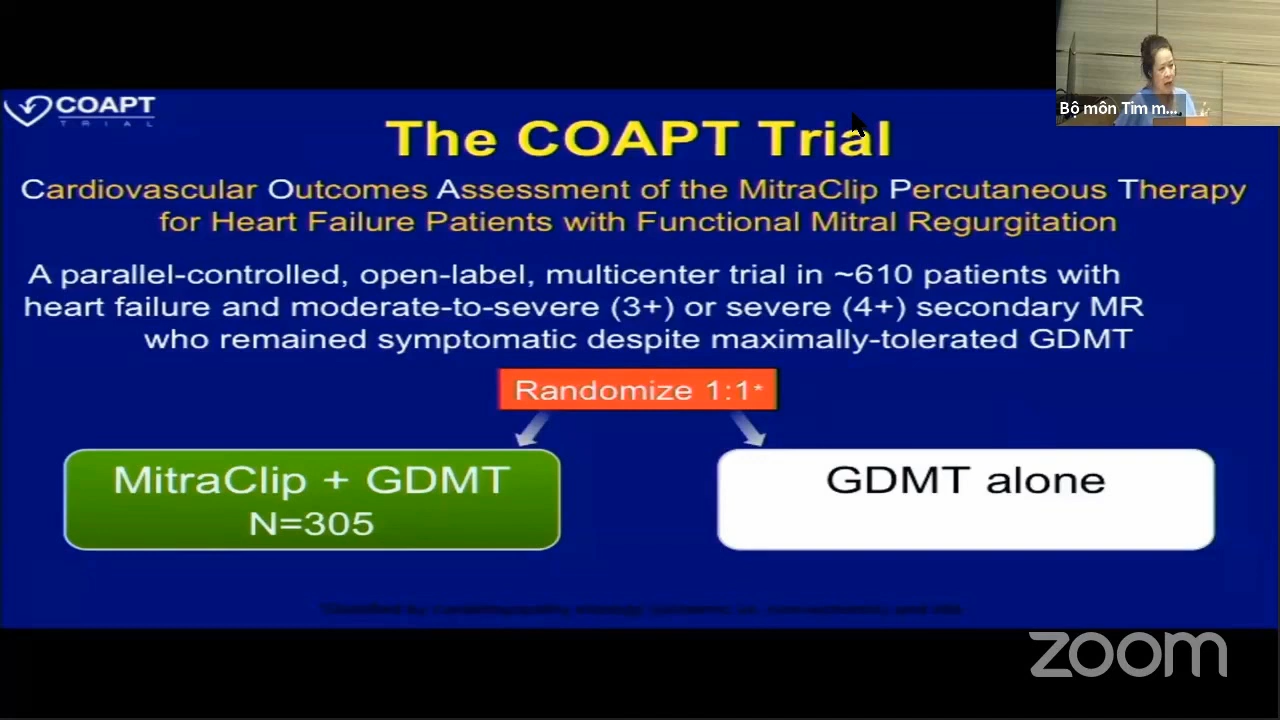 COAPT
TRIAL
Bộ môn Tim m...
The COAPT Trial
Cardiovascular Outcomes Assessment of the MitraClip Percutaneous Therapy
for Heart Failure Patients with Functional Mitral Regurgitation
A parallel-controlled, open-label, multicenter trial in ~610 patients with
heart failure and moderate-to-severe (3+) or severe (4+) secondary MR
who remained symptomatic despite maximally-tolerated GDMT
Randomize 1:1*
MitraClip + GDMT
N=305
GDMT alone
zoom